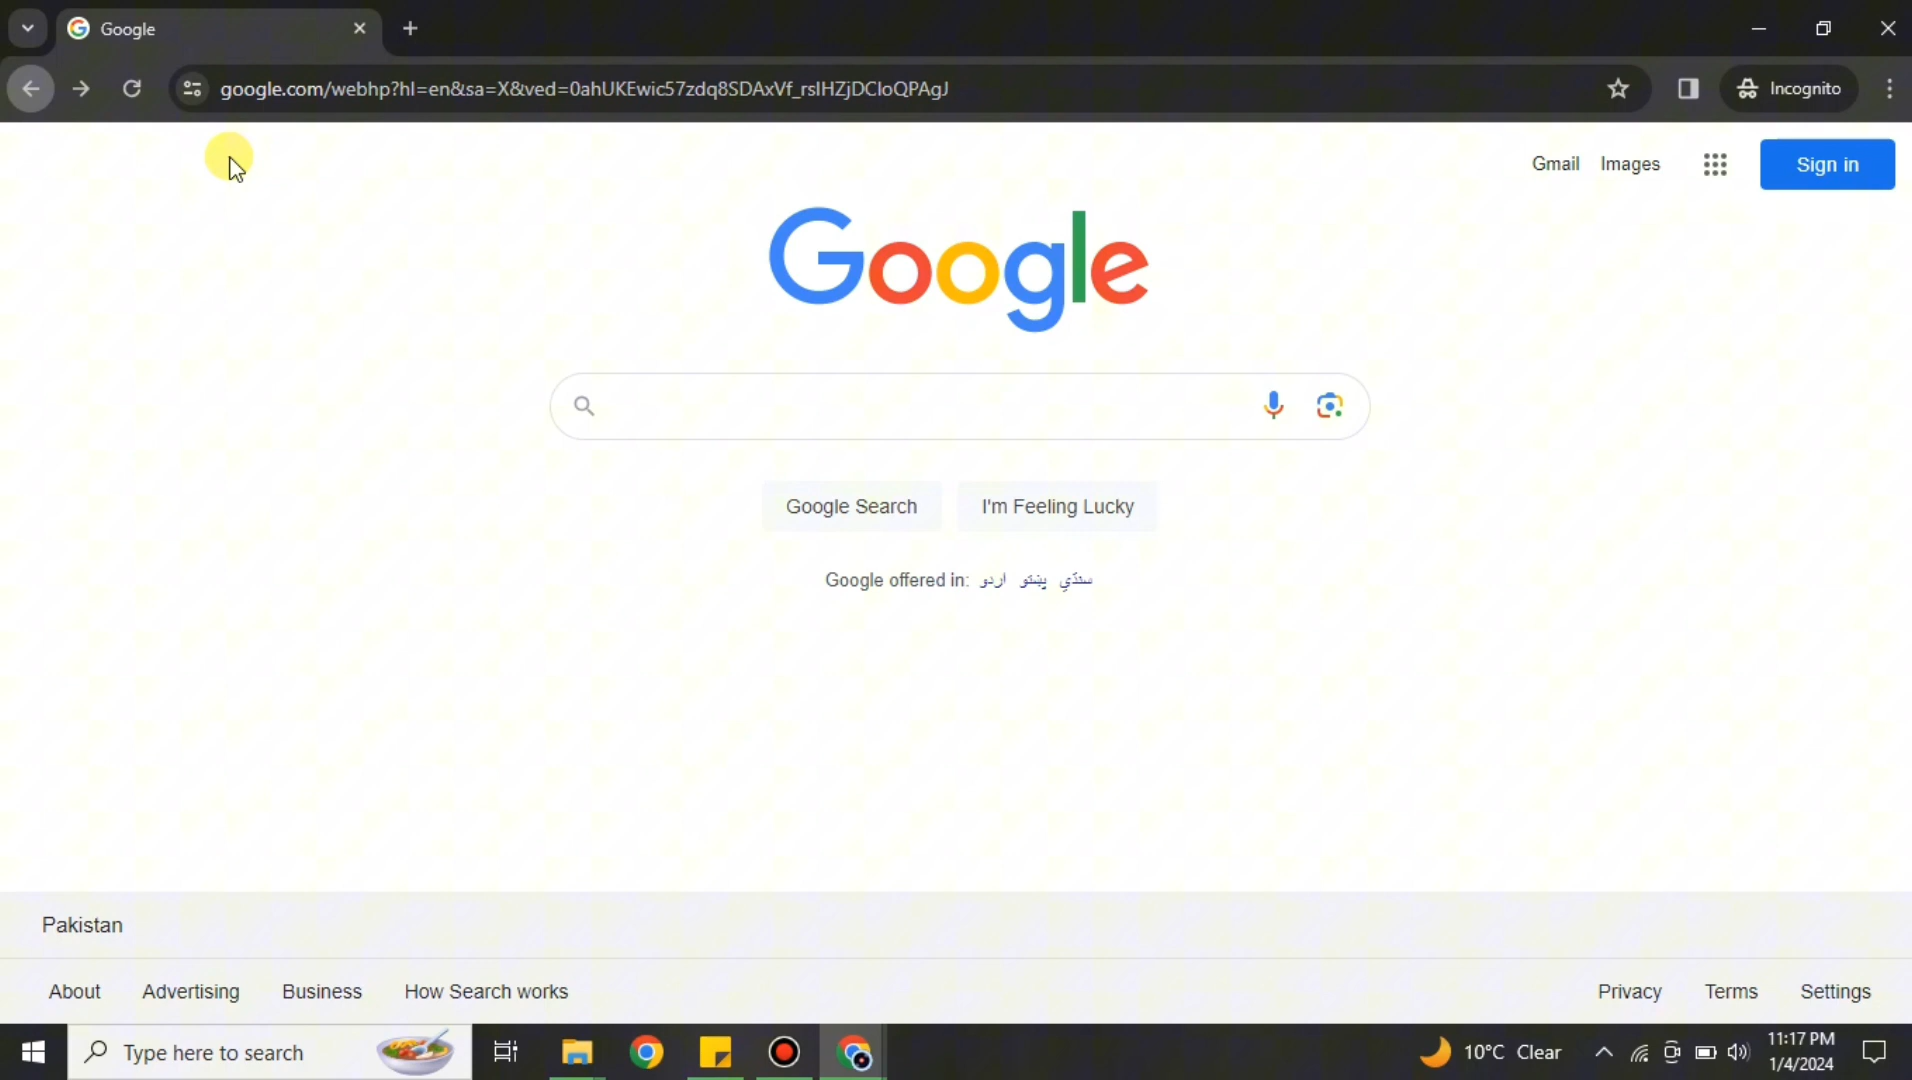 Google
google.com/webhp?hl=en&sa=X&ved=0ahUKEwic57zdq8SDAxVf_rsIHZjDCIoQPAgJ
Incognito
Gmail Images Sign in
Google
Google Search I'm Feeling Lucky
Google offered in: اردو پښتو سنڌي
Pakistan
About Advertising Business How Search works Privacy Terms Settings
Type here to search 10°C Clear 11:17 PM
1/4/2024